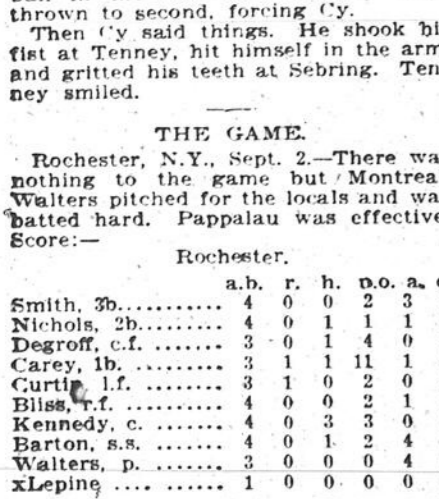 thrown to second, forcing Cy.
Then Cy said things. He shook hi
fist at Tenney, hit himself in the arm
and gritted his teeth at Sebring. Ten
ney smiled.
THE GAME.
Rochester, N.Y., Sept. 2.—There wa
nothing to the game but Montrea
Walters pitched for the locals and wa
batted hard. Pappalau was effective
Score:—
Rochester.
a.b. r. h. p.o. a.
Smith, 3b.......... 4 0 0 2 3
Nichols, 2b........ 4 0 1 1 1
Degroff, c.f. ......... 3 0 1 4 0
Carey, 1b. ......... 3 1 1 11 1
Curtis, l.f. .......... 3 1 0 2 0
Bliss, r.f. .......... 4 0 0 2 1
Kennedy, c. ........ 4 0 3 3 0
Barton, s.s. ........ 4 0 1 2 4
Walters, p. ........ 3 0 0 0 4
xLepine .... ...... 1 0 0 0 0